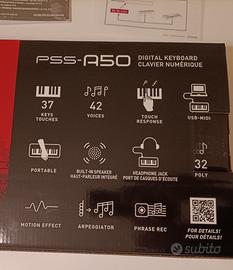 PSS-A50
DIGITAL KEYBOARD
CLAVIER NUMÉRIQUE
37
KEYS
TOUCHES
42
VOICES
TOUCH
RESPONSE
USB-MIDI
PORTABLE
BUILT-IN SPEAKER
HAUT-PARLEUR INTÉGRÉ
HEADPHONE JACK
PORT DE CASQUES D'ÉCOUTE
32
POLY
MOTION EFFECT
ARPEGGIATOR
PHRASE REC
FOR DETAILS!
POUR DÉTAILS!
subito